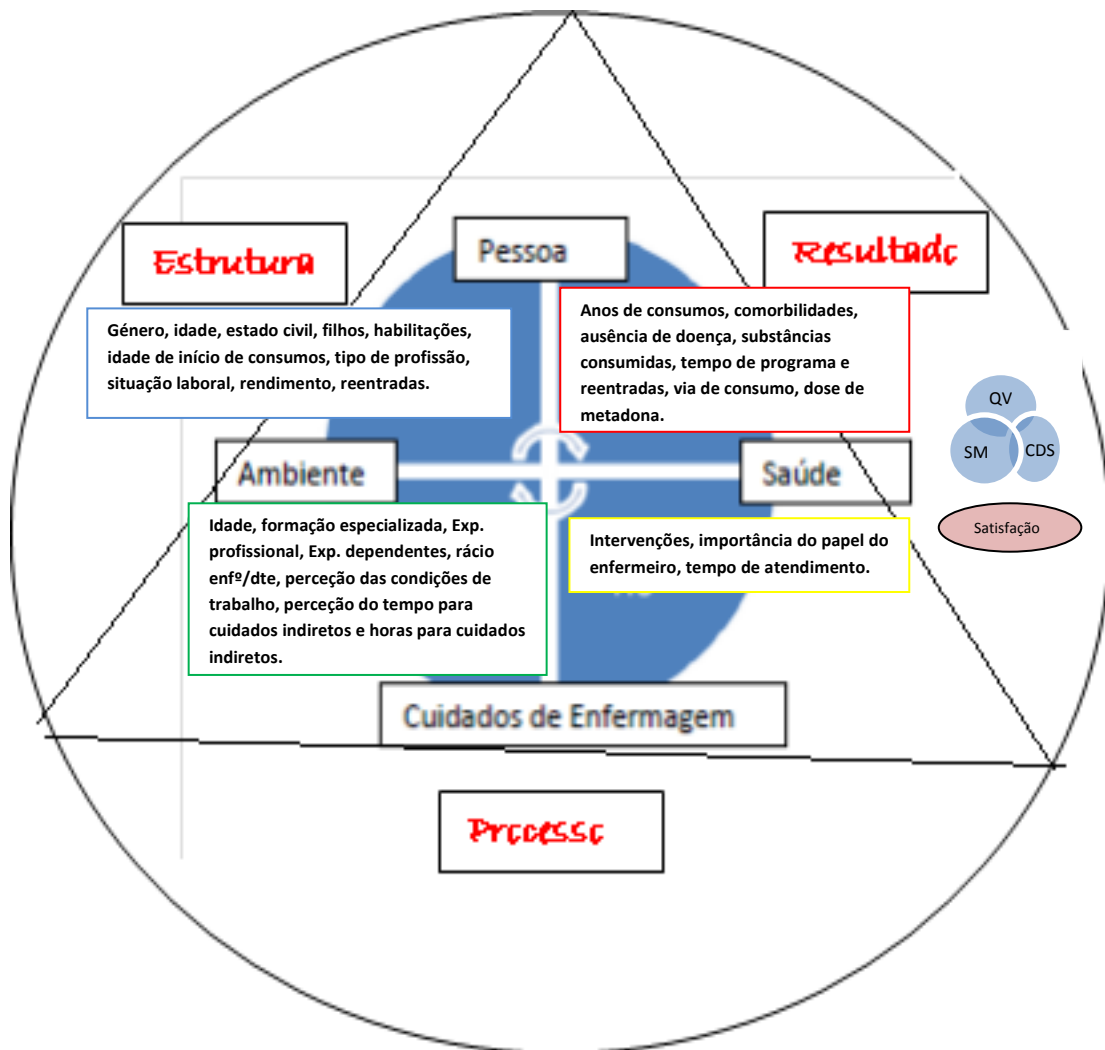 Pessoa
Estrutura
Resultado
Género, idade, estado civil, filhos, habilitações,
idade de início de consumos, tipo de profissão,
situação laboral, rendimento, reentradas.
Anos de consumos, comorbilidades,
ausência de doença, substâncias
consumidas, tempo de programa e
reentradas, via de consumo, dose de
metadona.
QV
SM
CDS
Ambiente
Saúde
Satisfação
Idade, formação especializada, Exp.
profissional, Exp. dependentes, rácio
enfº/dte, perceção das condições de
trabalho, perceção do tempo para
cuidados indiretos e horas para cuidados
indiretos.
Intervenções, importância do papel do
enfermeiro, tempo de atendimento.
Cuidados de Enfermagem
Processo